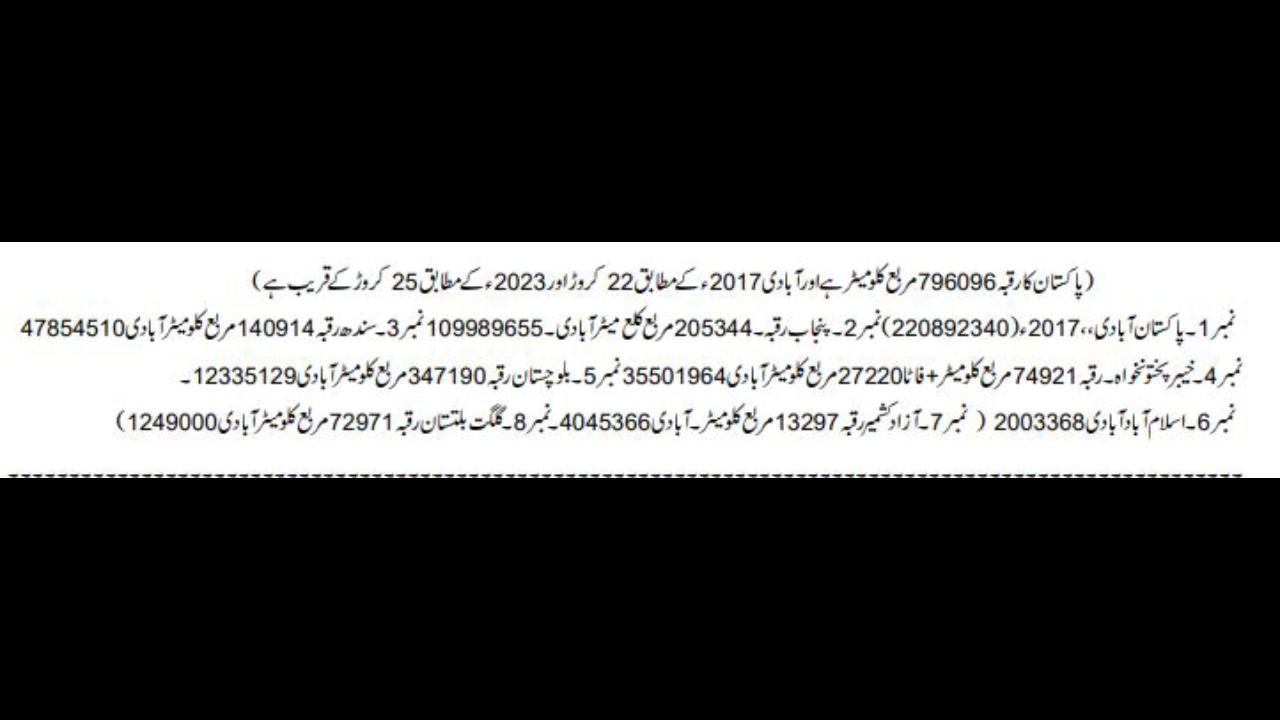 (پاکستان کا رقبہ 796096 مربع کلومیٹر ہے اور آبادی 2017ء کے مطابق 22 کروڑ اور 2023ء کے مطابق 25 کروڑ کے قریب ہے)
نمبر 1۔ پاکستان آبادی،، 2017ء (220892340) نمبر 2۔ پنجاب رقبہ۔ 205344 مربع کلع میٹر آبادی۔ 109989655 نمبر 3۔ سندھ رقبہ 140914 مربع کلومیٹر آبادی 47854510
نمبر 4۔ خیبر پختونخواہ۔ رقبہ 74921 مربع کلومیٹر + فاٹا 27220 مربع کلومیٹر آبادی 35501964 نمبر 5۔ بلوچستان رقبہ 347190 مربع کلومیٹر آبادی 12335129۔
نمبر 6۔ اسلام آباد آبادی 2003368 ( نمبر 7۔ آزاد کشمیر رقبہ 13297 مربع کلومیٹر۔ آبادی 4045366۔ نمبر 8۔ گلگت بلتستان رقبہ 72971 مربع کلومیٹر آبادی 1249000)